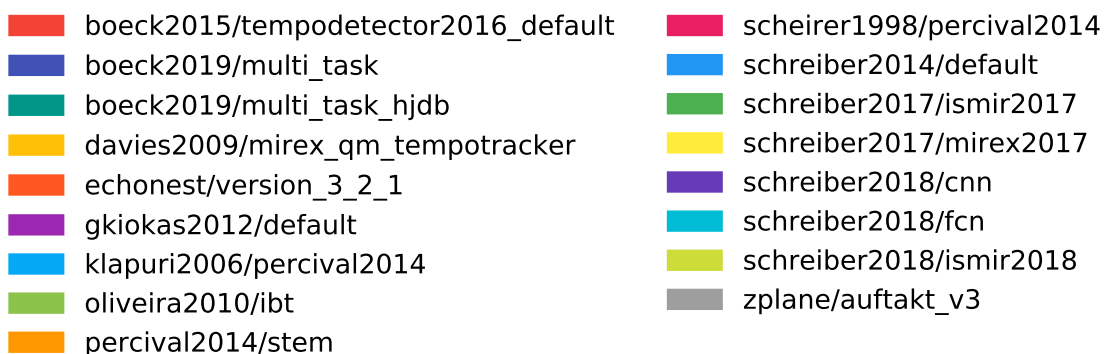 boeck2015/tempodetector2016_default
boeck2019/multi_task
boeck2019/multi_task_hjdb
davies2009/mirex_qm_tempotracker
echonest/version_3_2_1
gkiokas2012/default
klapuri2006/percival2014
oliveira2010/ibt
percival2014/stem
scheirer1998/percival2014
schreiber2014/default
schreiber2017/ismir2017
schreiber2017/mirex2017
schreiber2018/cnn
schreiber2018/fcn
schreiber2018/ismir2018
zplane/auftakt_v3